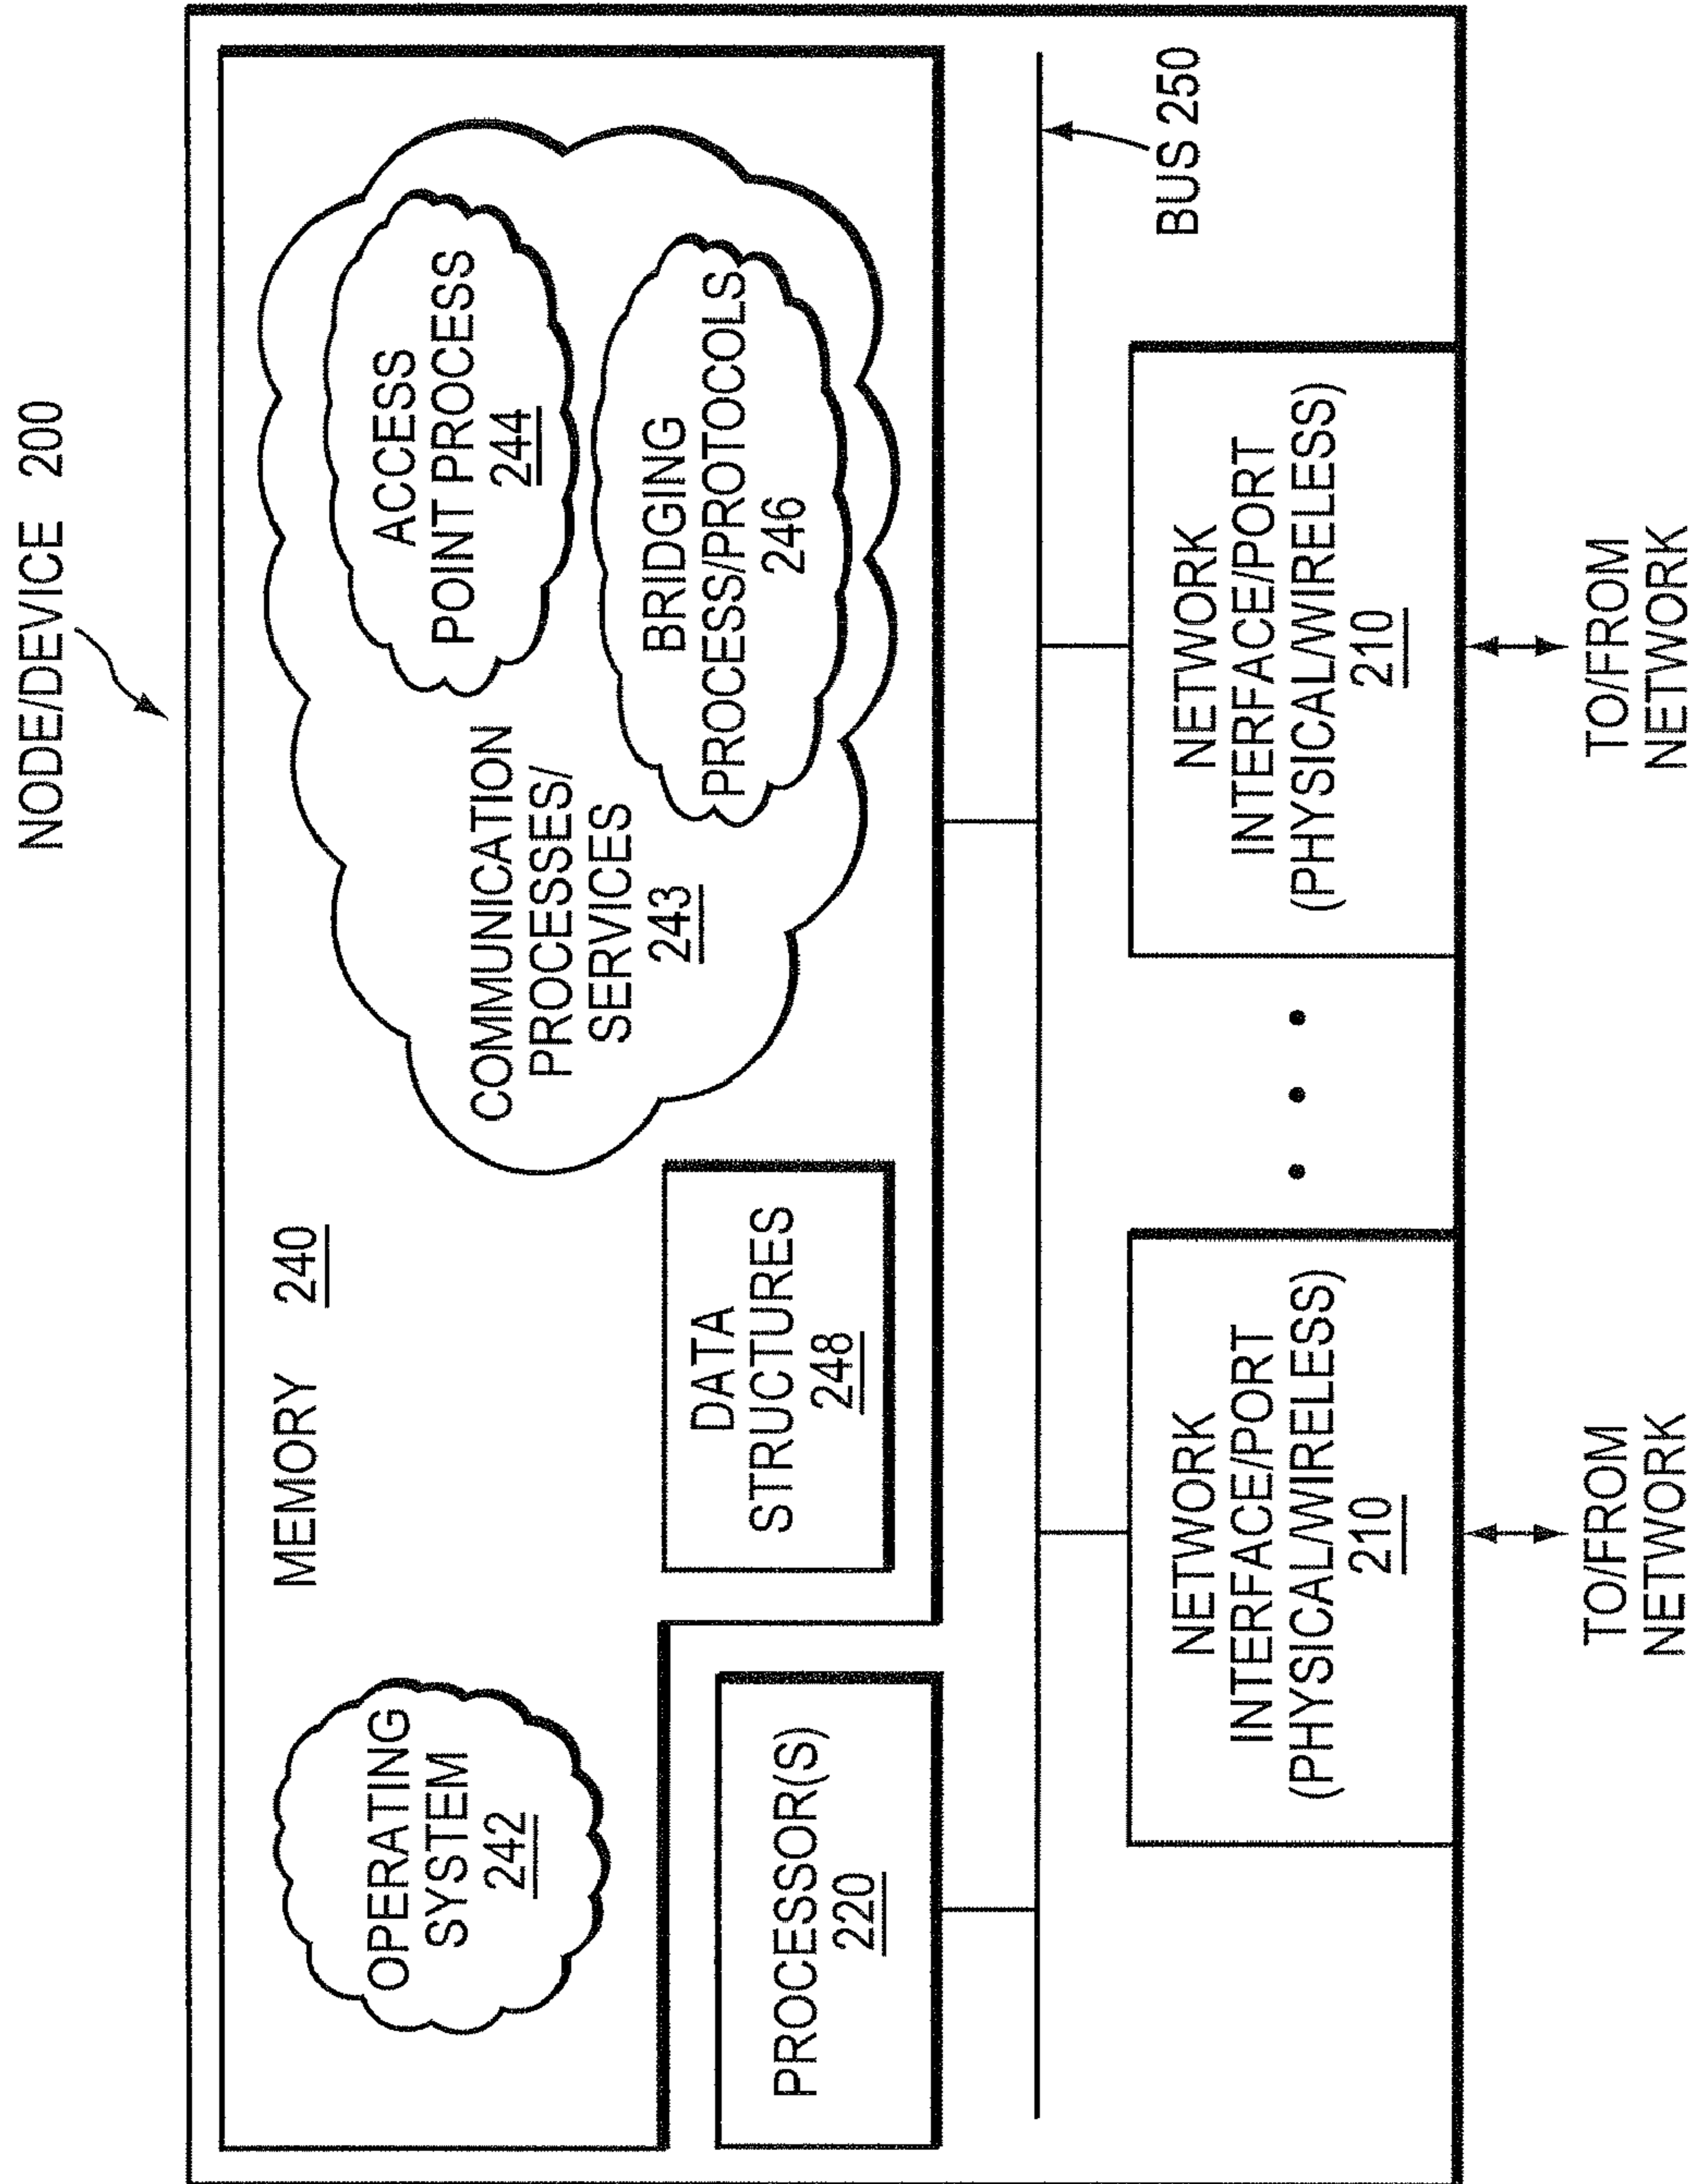 NODE/DEVICE 200
MEMORY 240
OPERATING
SYSTEM
242
DATA
STRUCTURES
248
COMMUNICATION
PROCESSES/
SERVICES
243
ACCESS
POINT PROCESS
244
BRIDGING
PROCESS/PROTOCOLS
246
PROCESSOR(S)
220
BUS 250
NETWORK
INTERFACE/PORT
(PHYSICAL/WIRELESS)
210
NETWORK
INTERFACE/PORT
(PHYSICAL/WIRELESS)
210
TO/FROM
NETWORK
TO/FROM
NETWORK